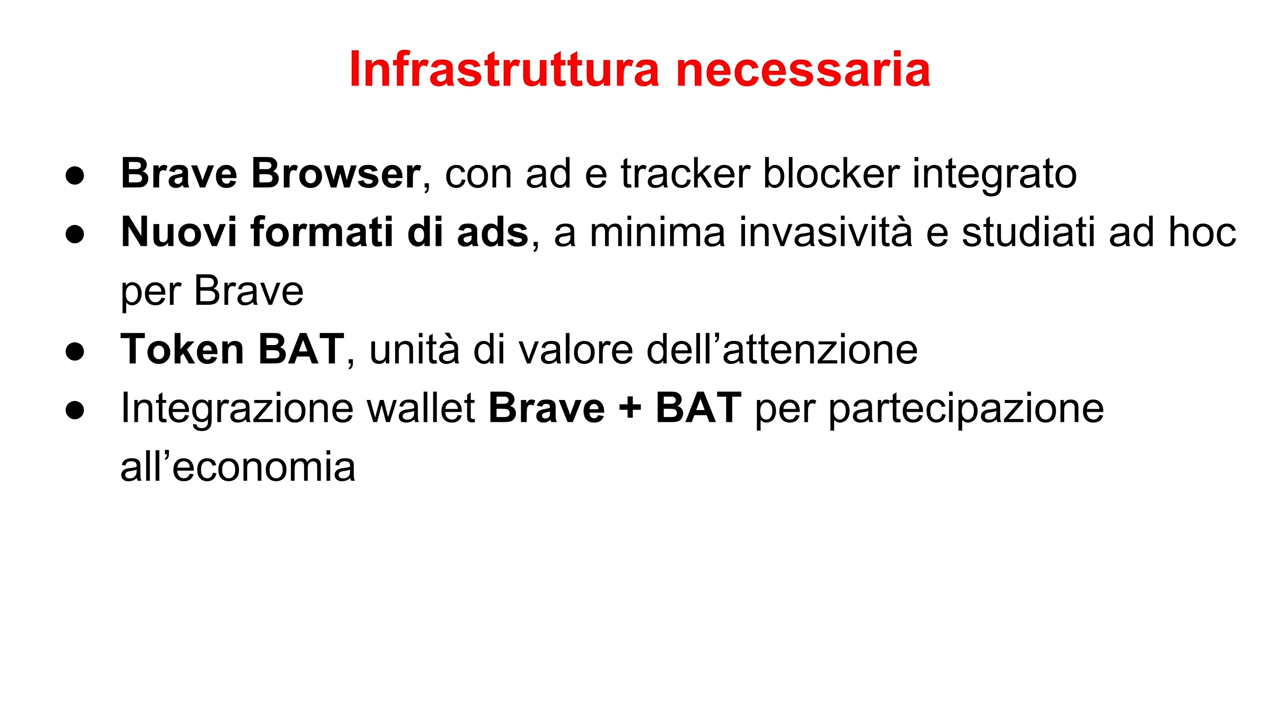 Infrastruttura necessaria
● Brave Browser, con ad e tracker blocker integrato
● Nuovi formati di ads, a minima invasività e studiati ad hoc
per Brave
● Token BAT, unità di valore dell’attenzione
● Integrazione wallet Brave + BAT per partecipazione
all’economia